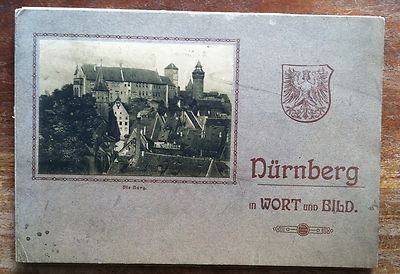 Die Burg.
Nürnberg
in WORT und BILD.